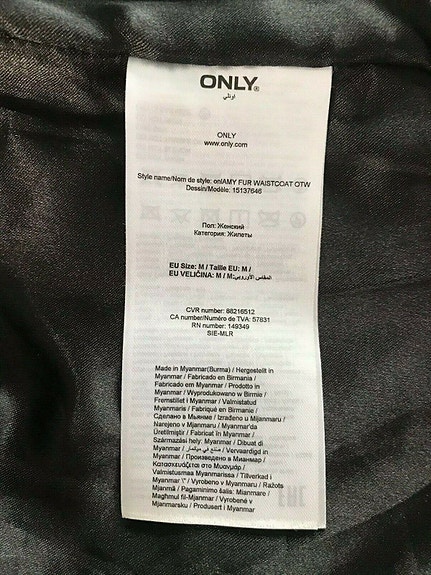 ONLY®
اونلي
ONLY
www.only.com
Style name/Nom de style: onlAMY FUR WAISTCOAT OTW
Dessin/Modèle: 15137646
Пол: Женский
Категория: Жилеты
EU Size: M / Taille EU: M /
EU VELIČINA: M / M: المقاس الأوروبي
CVR number: 88216512
CA number/Numéro de TVA: 57831
RN number: 149349
SIE-MLR
Made in Myanmar(Burma) / Hergestellt in
Myanmar / Fabricado en Birmania /
Fabricado em Myanmar / Prodotto in
Myanmar / Wyprodukowano w Birmie /
Fremstillet i Myanmar / Valmistustud
Myanmaris / Fabriqué en Birmanie /
Сделано в Мьянме / Izrađeno u Mijanmaru /
Narejeno v Mjanmaru / Myanmar'da
Üretilmiştir / Fabricat în Myanmar /
Származási hely: Myanmar / Dibuat di
Myanmar / صنع في ميانمار / Vervaardigd in
Myanmar / Произведено в Мианмар /
Κατασκευάζεται στο Μυανμάρ /
Valmistusmaa Myanmarissa / Tillverkad i
Myanmar \"/ Vyrobeno v Myanmaru / Ražots
Mjanmā / Pagaminimo šalis: Mianmare /
Maghmul fil-Mjanmar / Vyrobené v
Mjanmarsku / Produsert i Myanmar